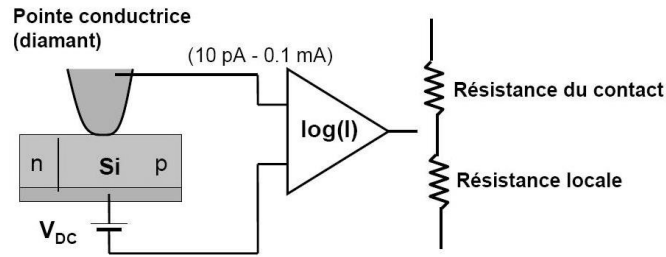 Pointe conductrice
(diamant)
(10 pA - 0.1 mA)
log(I)
Résistance du contact
n
Si
p
Résistance locale
VDC